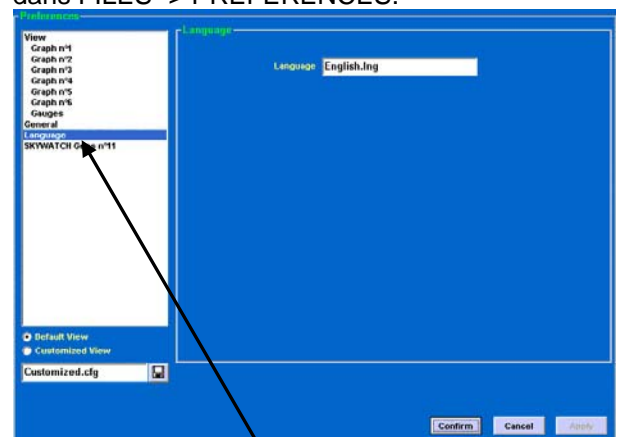 dans FILES -> PREFERENCES.
Preferences
View
Graph n°1
Graph n°2
Graph n°3
Graph n°4
Graph n°5
Graph n°6
Gauges
General
Language
SKYWATCH n°11
Default View
Customized View
Customized.cfg
Language
Language English.lng
Confirm Cancel Apply